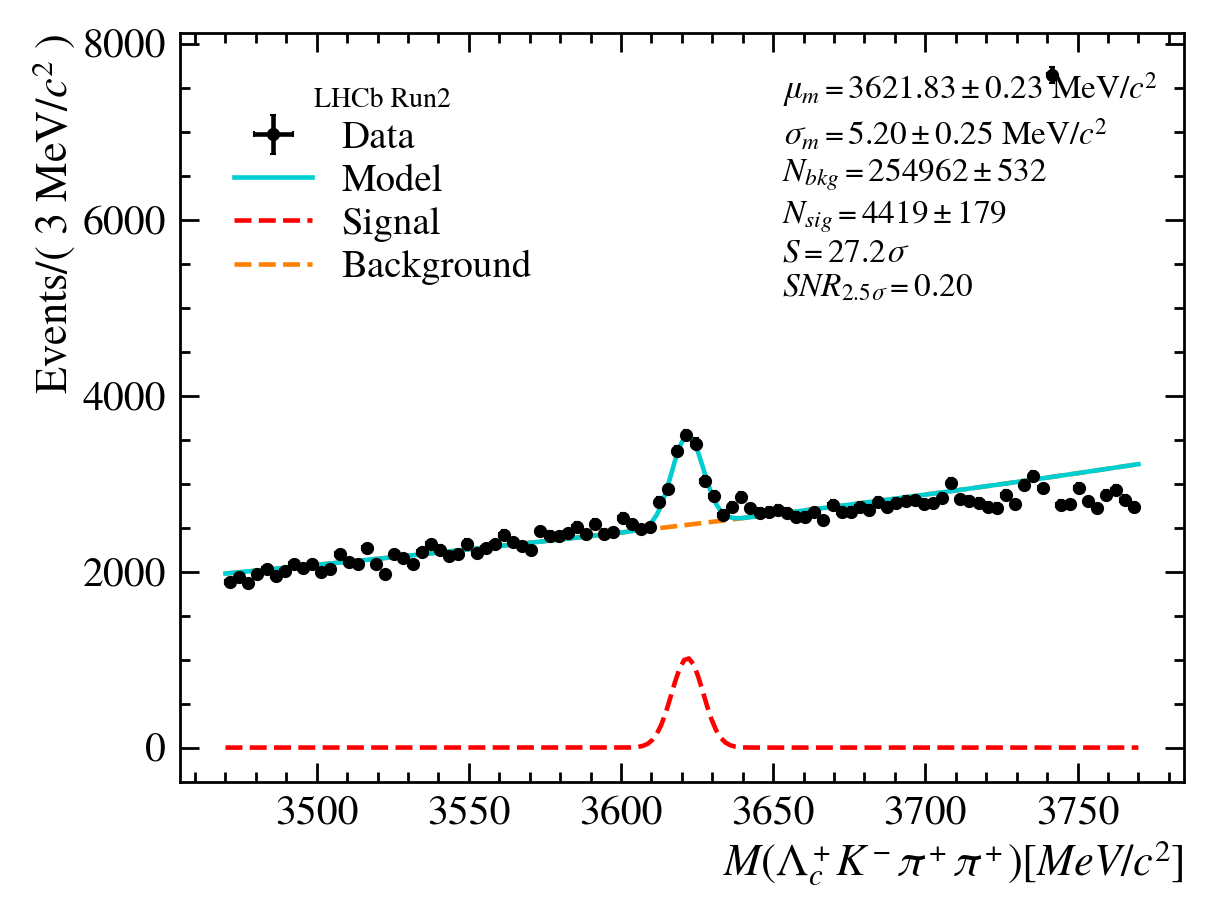 Events/( 3 MeV/c² )
8000
6000
4000
2000
0
LHCb Run2
Data
Model
Signal
Background
μₘ = 3621.83 ± 0.23 MeV/c²
σₘ = 5.20 ± 0.25 MeV/c²
N_bkg = 254962 ± 532
N_sig = 4419 ± 179
S = 27.2σ
SNR_2.5σ = 0.20
3500 3550 3600 3650 3700 3750
M(Λ_c⁺K⁻π⁺π⁺)[MeV/c²]